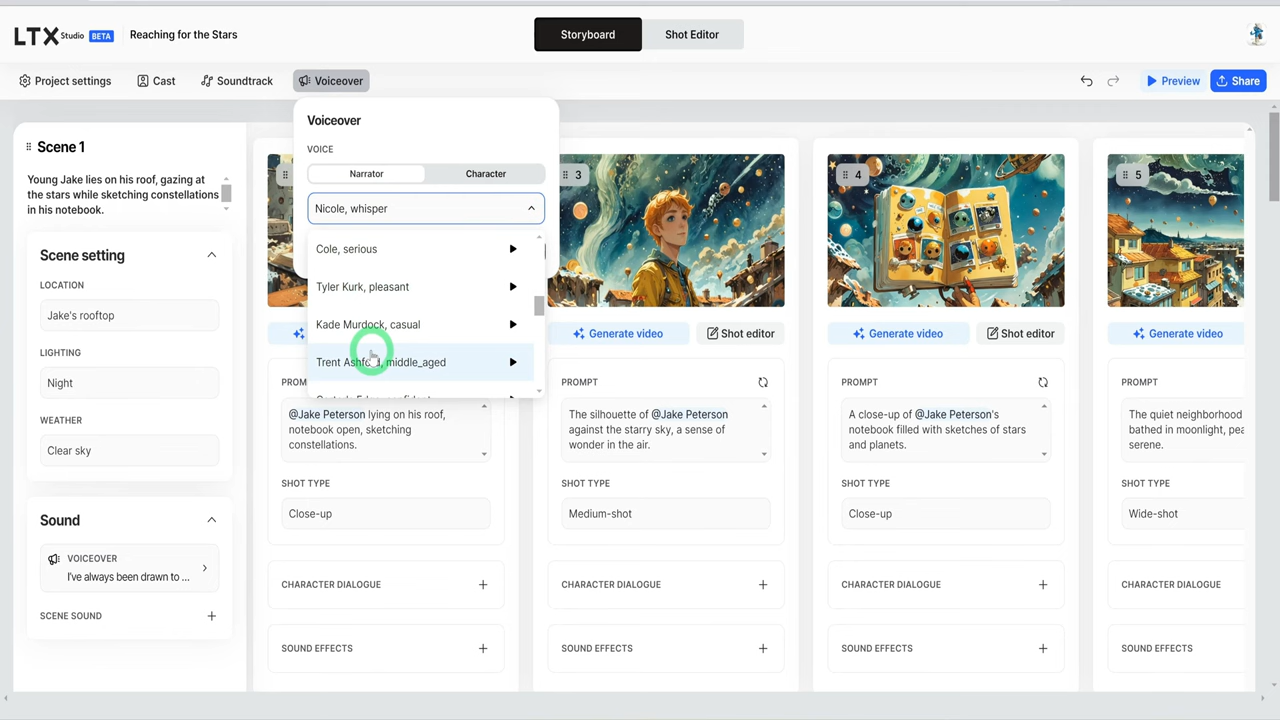 LTX Studio BETA
Reaching for the Stars
Storyboard
Shot Editor
Project settings
Cast
Soundtrack
Voiceover
Preview
Share
Scene 1
Young Jake lies on his roof, gazing at
the stars while sketching constellations
in his notebook.
Scene setting
LOCATION
Jake's rooftop
LIGHTING
Night
WEATHER
Clear sky
Sound
VOICEOVER
I've always been drawn to ...
SCENE SOUND
Voiceover
VOICE
Narrator
Character
Nicole, whisper
Cole, serious
Tyler Kurk, pleasant
Kade Murdock, casual
Trent Ashford, middle_aged
PROM
@Jake Peterson lying on his roof,
notebook open, sketching
constellations.
SHOT TYPE
Close-up
CHARACTER DIALOGUE
SOUND EFFECTS
3
Generate video
Shot editor
PROMPT
The silhouette of @Jake Peterson
against the starry sky, a sense of
wonder in the air.
SHOT TYPE
Medium-shot
CHARACTER DIALOGUE
SOUND EFFECTS
4
Generate video
Shot editor
PROMPT
A close-up of @Jake Peterson's
notebook filled with sketches of stars
and planets.
SHOT TYPE
Close-up
CHARACTER DIALOGUE
SOUND EFFECTS
5
Generate video
PROMPT
The quiet neighborhood
bathed in moonlight, pea
serene.
SHOT TYPE
Wide-shot
CHARACTER DIALOGUE
SOUND EFFECTS